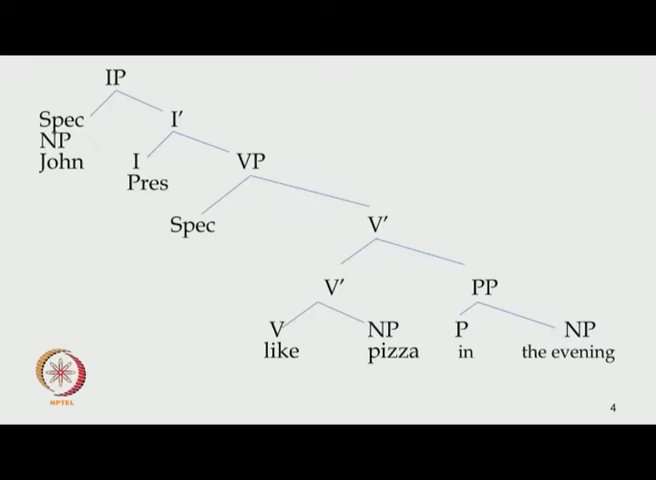 IP
Spec I′
NP
John I VP
Pres
Spec V′
V′ PP
V NP P NP
like pizza in the evening
NPTEL
4